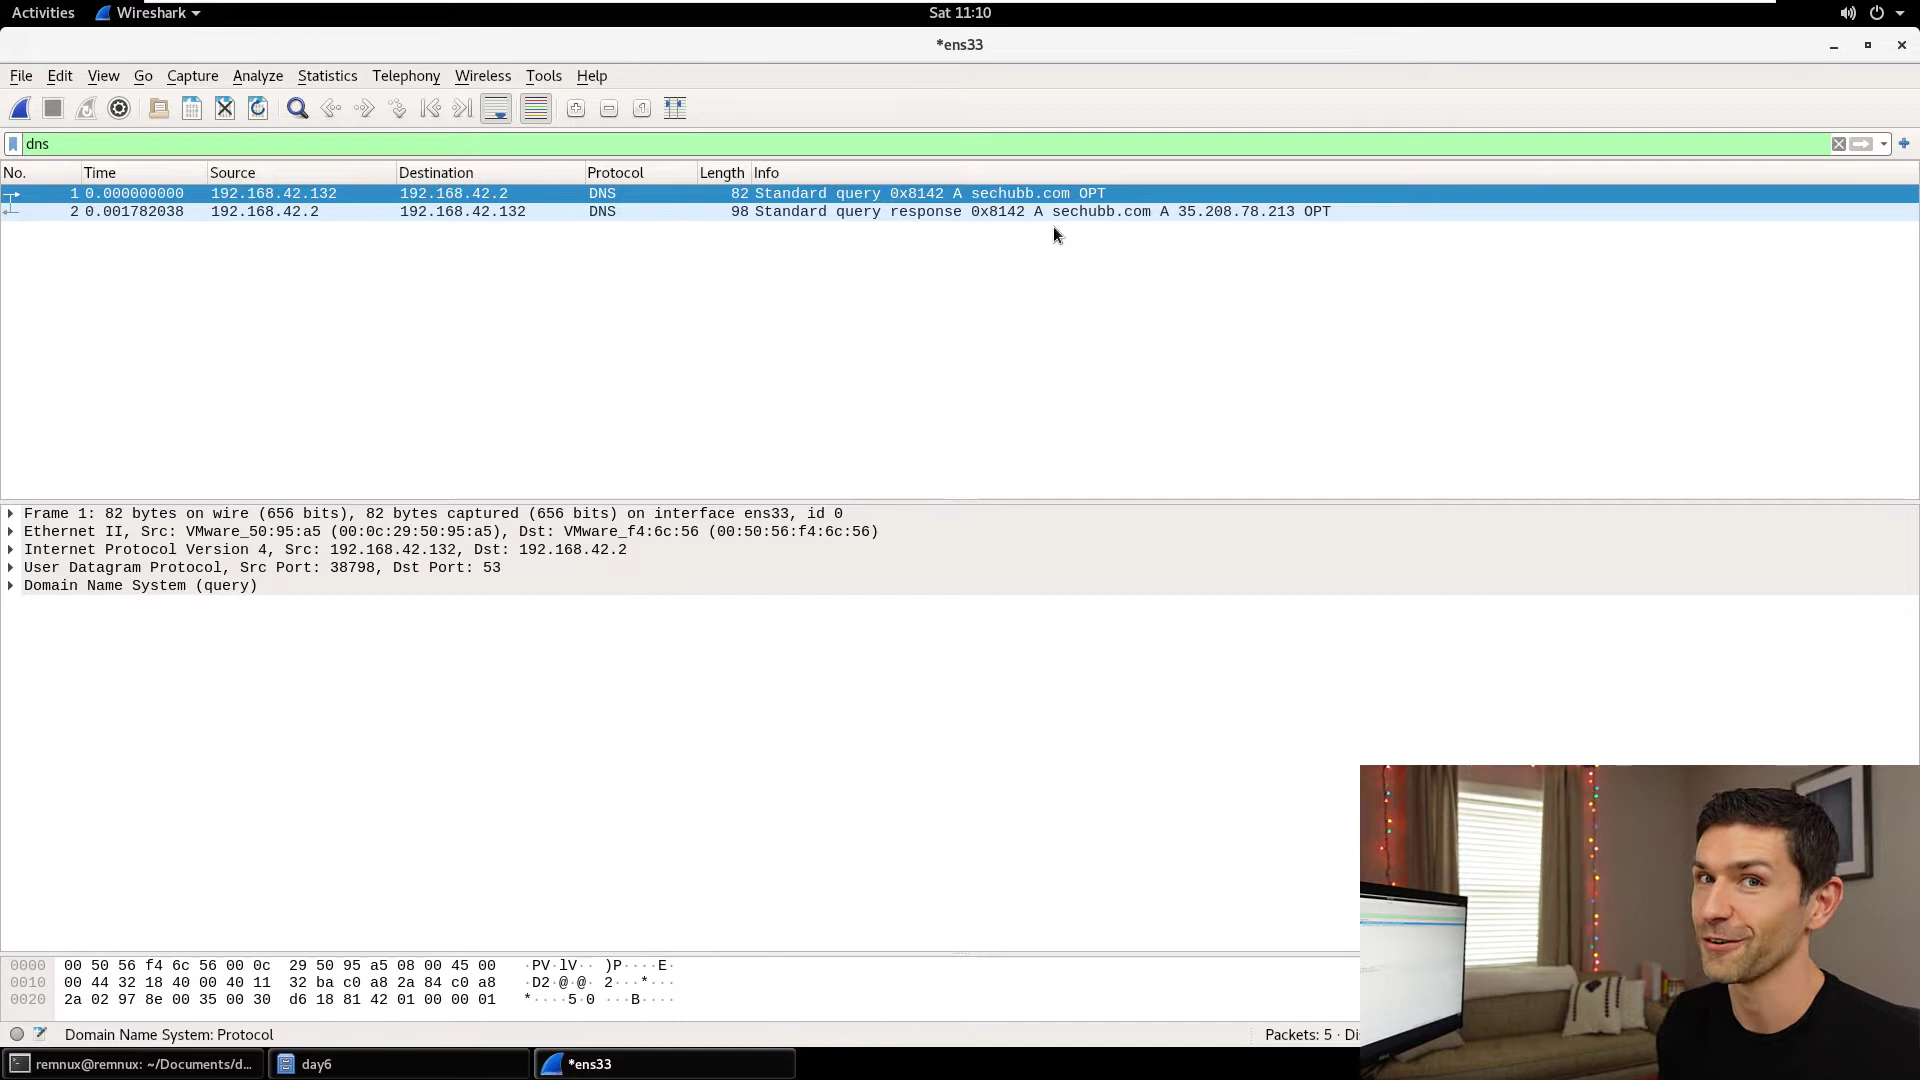 Activities Wireshark Sat 11:10
*ens33
File Edit View Go Capture Analyze Statistics Telephony Wireless Tools Help
dns
No. Time Source Destination Protocol Length Info
1 0.000000000 192.168.42.132 192.168.42.2 DNS 82 Standard query 0x8142 A sechubb.com OPT
2 0.001782038 192.168.42.2 192.168.42.132 DNS 98 Standard query response 0x8142 A sechubb.com A 35.208.78.213 OPT
Frame 1: 82 bytes on wire (656 bits), 82 bytes captured (656 bits) on interface ens33, id 0
Ethernet II, Src: VMware_50:95:a5 (00:0c:29:50:95:a5), Dst: VMware_f4:6c:56 (00:50:56:f4:6c:56)
Internet Protocol Version 4, Src: 192.168.42.132, Dst: 192.168.42.2
User Datagram Protocol, Src Port: 38798, Dst Port: 53
Domain Name System (query)
0000 00 50 56 f4 6c 56 00 0c 29 50 95 a5 08 00 45 00 ·PV·lV·· )P····E·
0010 00 44 32 18 40 00 40 11 32 ba c0 a8 2a 84 c0 a8 ·D2·@·@· 2···*···
0020 2a 02 97 8e 00 35 00 30 d6 18 81 42 01 00 00 01 *····5·0 ···B····
Domain Name System: Protocol Packets: 5 · Di
remnux@remnux: ~/Documents/d... day6 *ens33